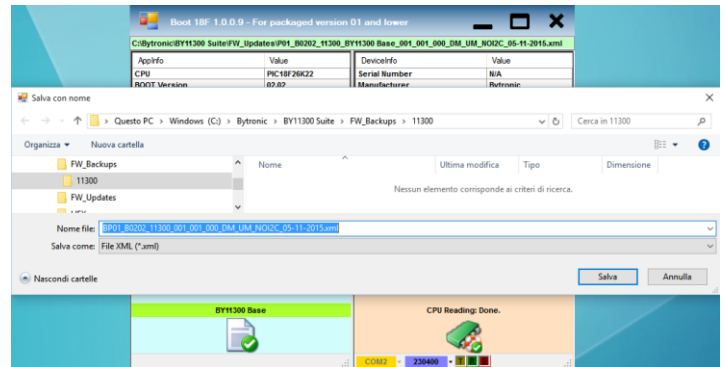 Boot 18F 1.0.0.9 - For packaged version 01 and lower
C:\Bytronic\BY11300 Suite\FW_Updates\P01_B0202_11300_BY11300 Base_001_001_000_DM_UM_NOI2C_05-11-2015.xml
AppInfo Value DeviceInfo Value
CPU PIC18F26K22 Serial Number N/A
BOOT Version 02.02 Manufacturer Bytronic
Salva con nome
Questo PC > Windows (C:) > Bytronic > BY11300 Suite > FW_Backups > 11300
Cerca in 11300
Organizza Nuova cartella
FW_Backups Nome Ultima modifica Tipo Dimensione
11300 Nessun elemento corrisponde ai criteri di ricerca.
FW_Updates
Nome file: BP01_B0202_11300_001_001_000_DM_UM_NOI2C_05-11-2015.xml
Salva come: File XML (*.xml)
Nascondi cartelle Salva Annulla
BY11300 Base CPU Reading: Done.
COM2 230400 T